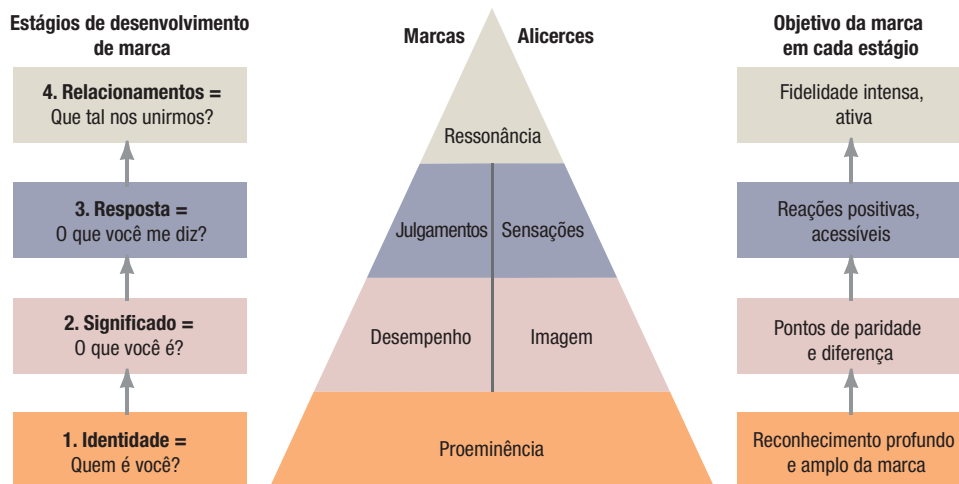 Estágios de desenvolvimento
de marca
4. Relacionamentos =
Que tal nos unirmos?
3. Resposta =
O que você me diz?
2. Significado =
O que você é?
1. Identidade =
Quem é você?
Marcas
Alicerces
Ressonância
Julgamentos
Sensações
Desempenho
Imagem
Proeminência
Objetivo da marca
em cada estágio
Fidelidade intensa,
ativa
Reações positivas,
acessíveis
Pontos de paridade
e diferença
Reconhecimento profundo
e amplo da marca